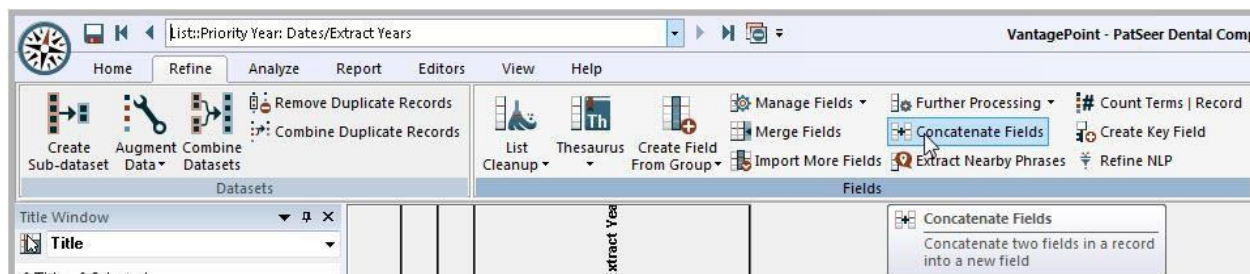 List::Priority Year: Dates/Extract Years
VantagePoint - PatSeer Dental Comp
Home Refine Analyze Report Editors View Help
Create Sub-dataset
Augment Data
Combine Datasets
Remove Duplicate Records
Combine Duplicate Records
Datasets
List Cleanup
Thesaurus
Create Field From Group
Manage Fields
Merge Fields
Import More Fields
Further Processing
Concatenate Fields
Extract Nearby Phrases
# Count Terms | Record
Create Key Field
Refine NLP
Fields
Title Window
Title
xtract Yea
Concatenate Fields
Concatenate two fields in a record
into a new field